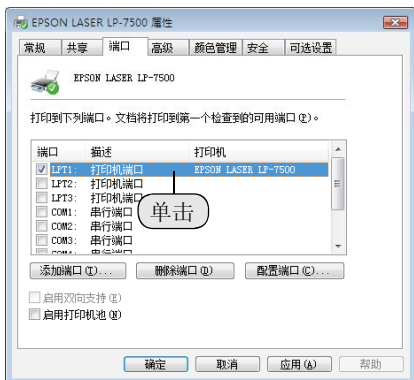 EPSON LASER LP-7500 属性
常规 共享 端口 高级 颜色管理 安全 可选设置
EPSON LASER LP-7500
打印到下列端口。文档将打印到第一个检查到的可用端口(P)。
端口 描述 打印机
LPT1: 打印机端口 EPSON LASER LP-7500
LPT2: 打印机端口
LPT3: 打印机端口
COM1: 串行端口
COM2: 串行端口
COM3: 串行端口
COM4: 串行端口
单击
添加端口(T)... 删除端口(D) 配置端口(C)...
启用双向支持(E)
启用打印机池(N)
确定 取消 应用(A) 帮助